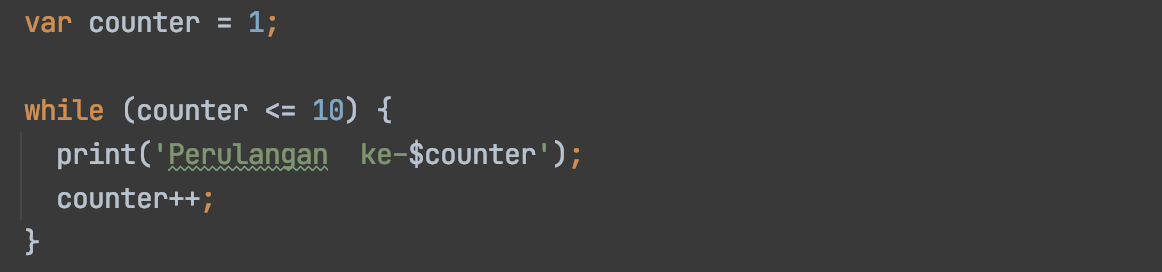 var counter = 1;
while (counter <= 10) {
  print('Perulangan  ke-$counter');
  counter++;
}